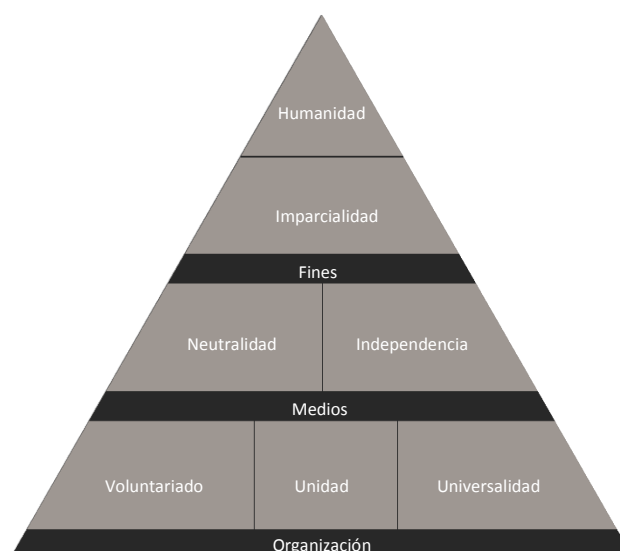 Humanidad
Imparcialidad
Fines
Neutralidad Independencia
Medios
Voluntariado Unidad Universalidad
Organización